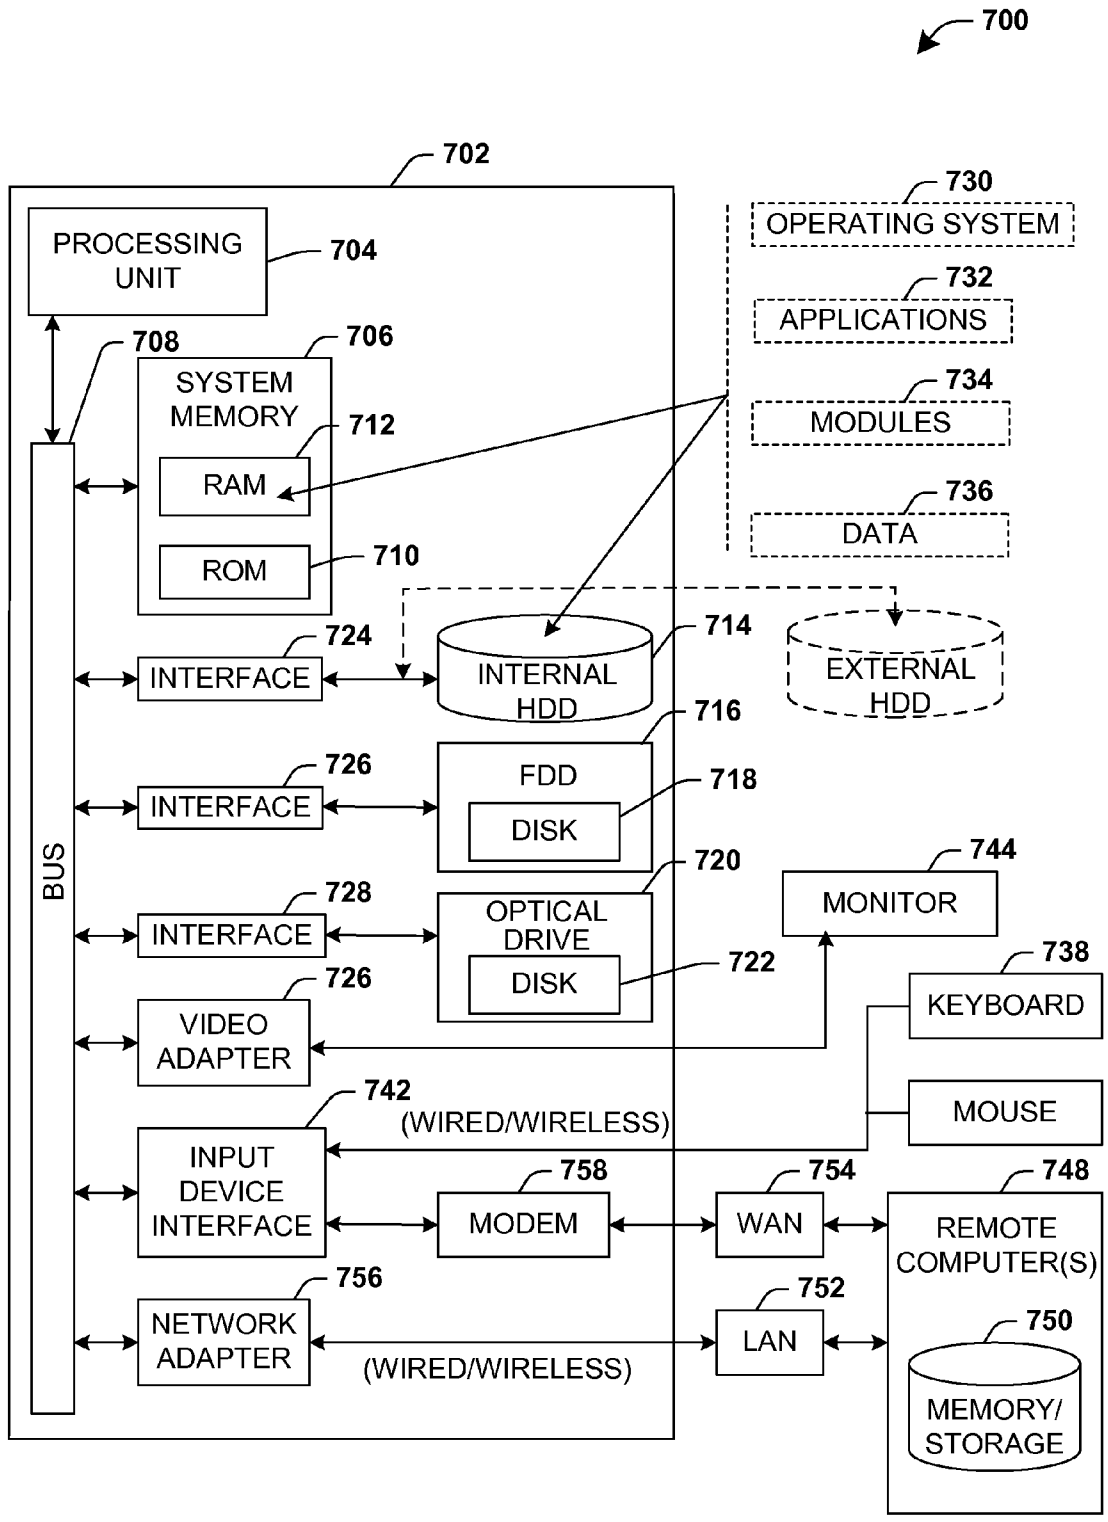 700
702
PROCESSING
UNIT
704
708
706
SYSTEM
MEMORY
712
RAM
710
ROM
730
OPERATING SYSTEM
732
APPLICATIONS
734
MODULES
736
DATA
724
INTERFACE
714
INTERNAL
HDD
EXTERNAL
HDD
726
INTERFACE
716
FDD
718
DISK
BUS
728
INTERFACE
720
OPTICAL
DRIVE
722
DISK
744
MONITOR
726
VIDEO
ADAPTER
738
KEYBOARD
MOUSE
742
(WIRED/WIRELESS)
INPUT
DEVICE
INTERFACE
758
MODEM
754
WAN
748
REMOTE
COMPUTER(S)
756
NETWORK
ADAPTER
(WIRED/WIRELESS)
752
LAN
750
MEMORY/
STORAGE